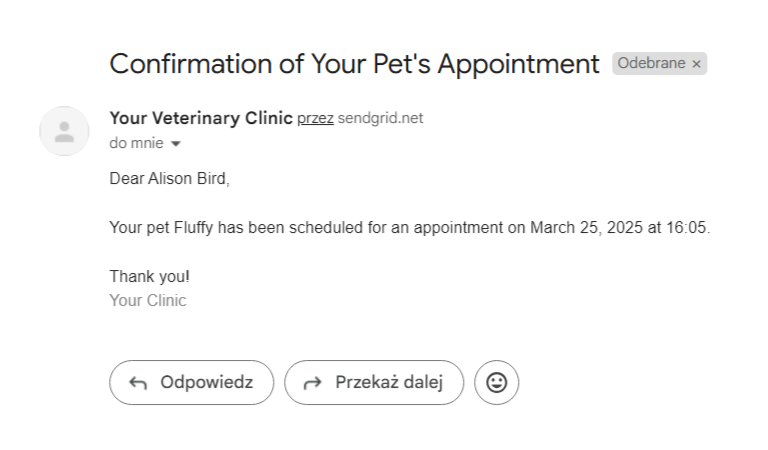 Confirmation of Your Pet's Appointment Odebrane ×
Your Veterinary Clinic przez sendgrid.net
do mnie
Dear Alison Bird,
Your pet Fluffy has been scheduled for an appointment on March 25, 2025 at 16:05.
Thank you!
Your Clinic
Odpowiedz Przekaż dalej